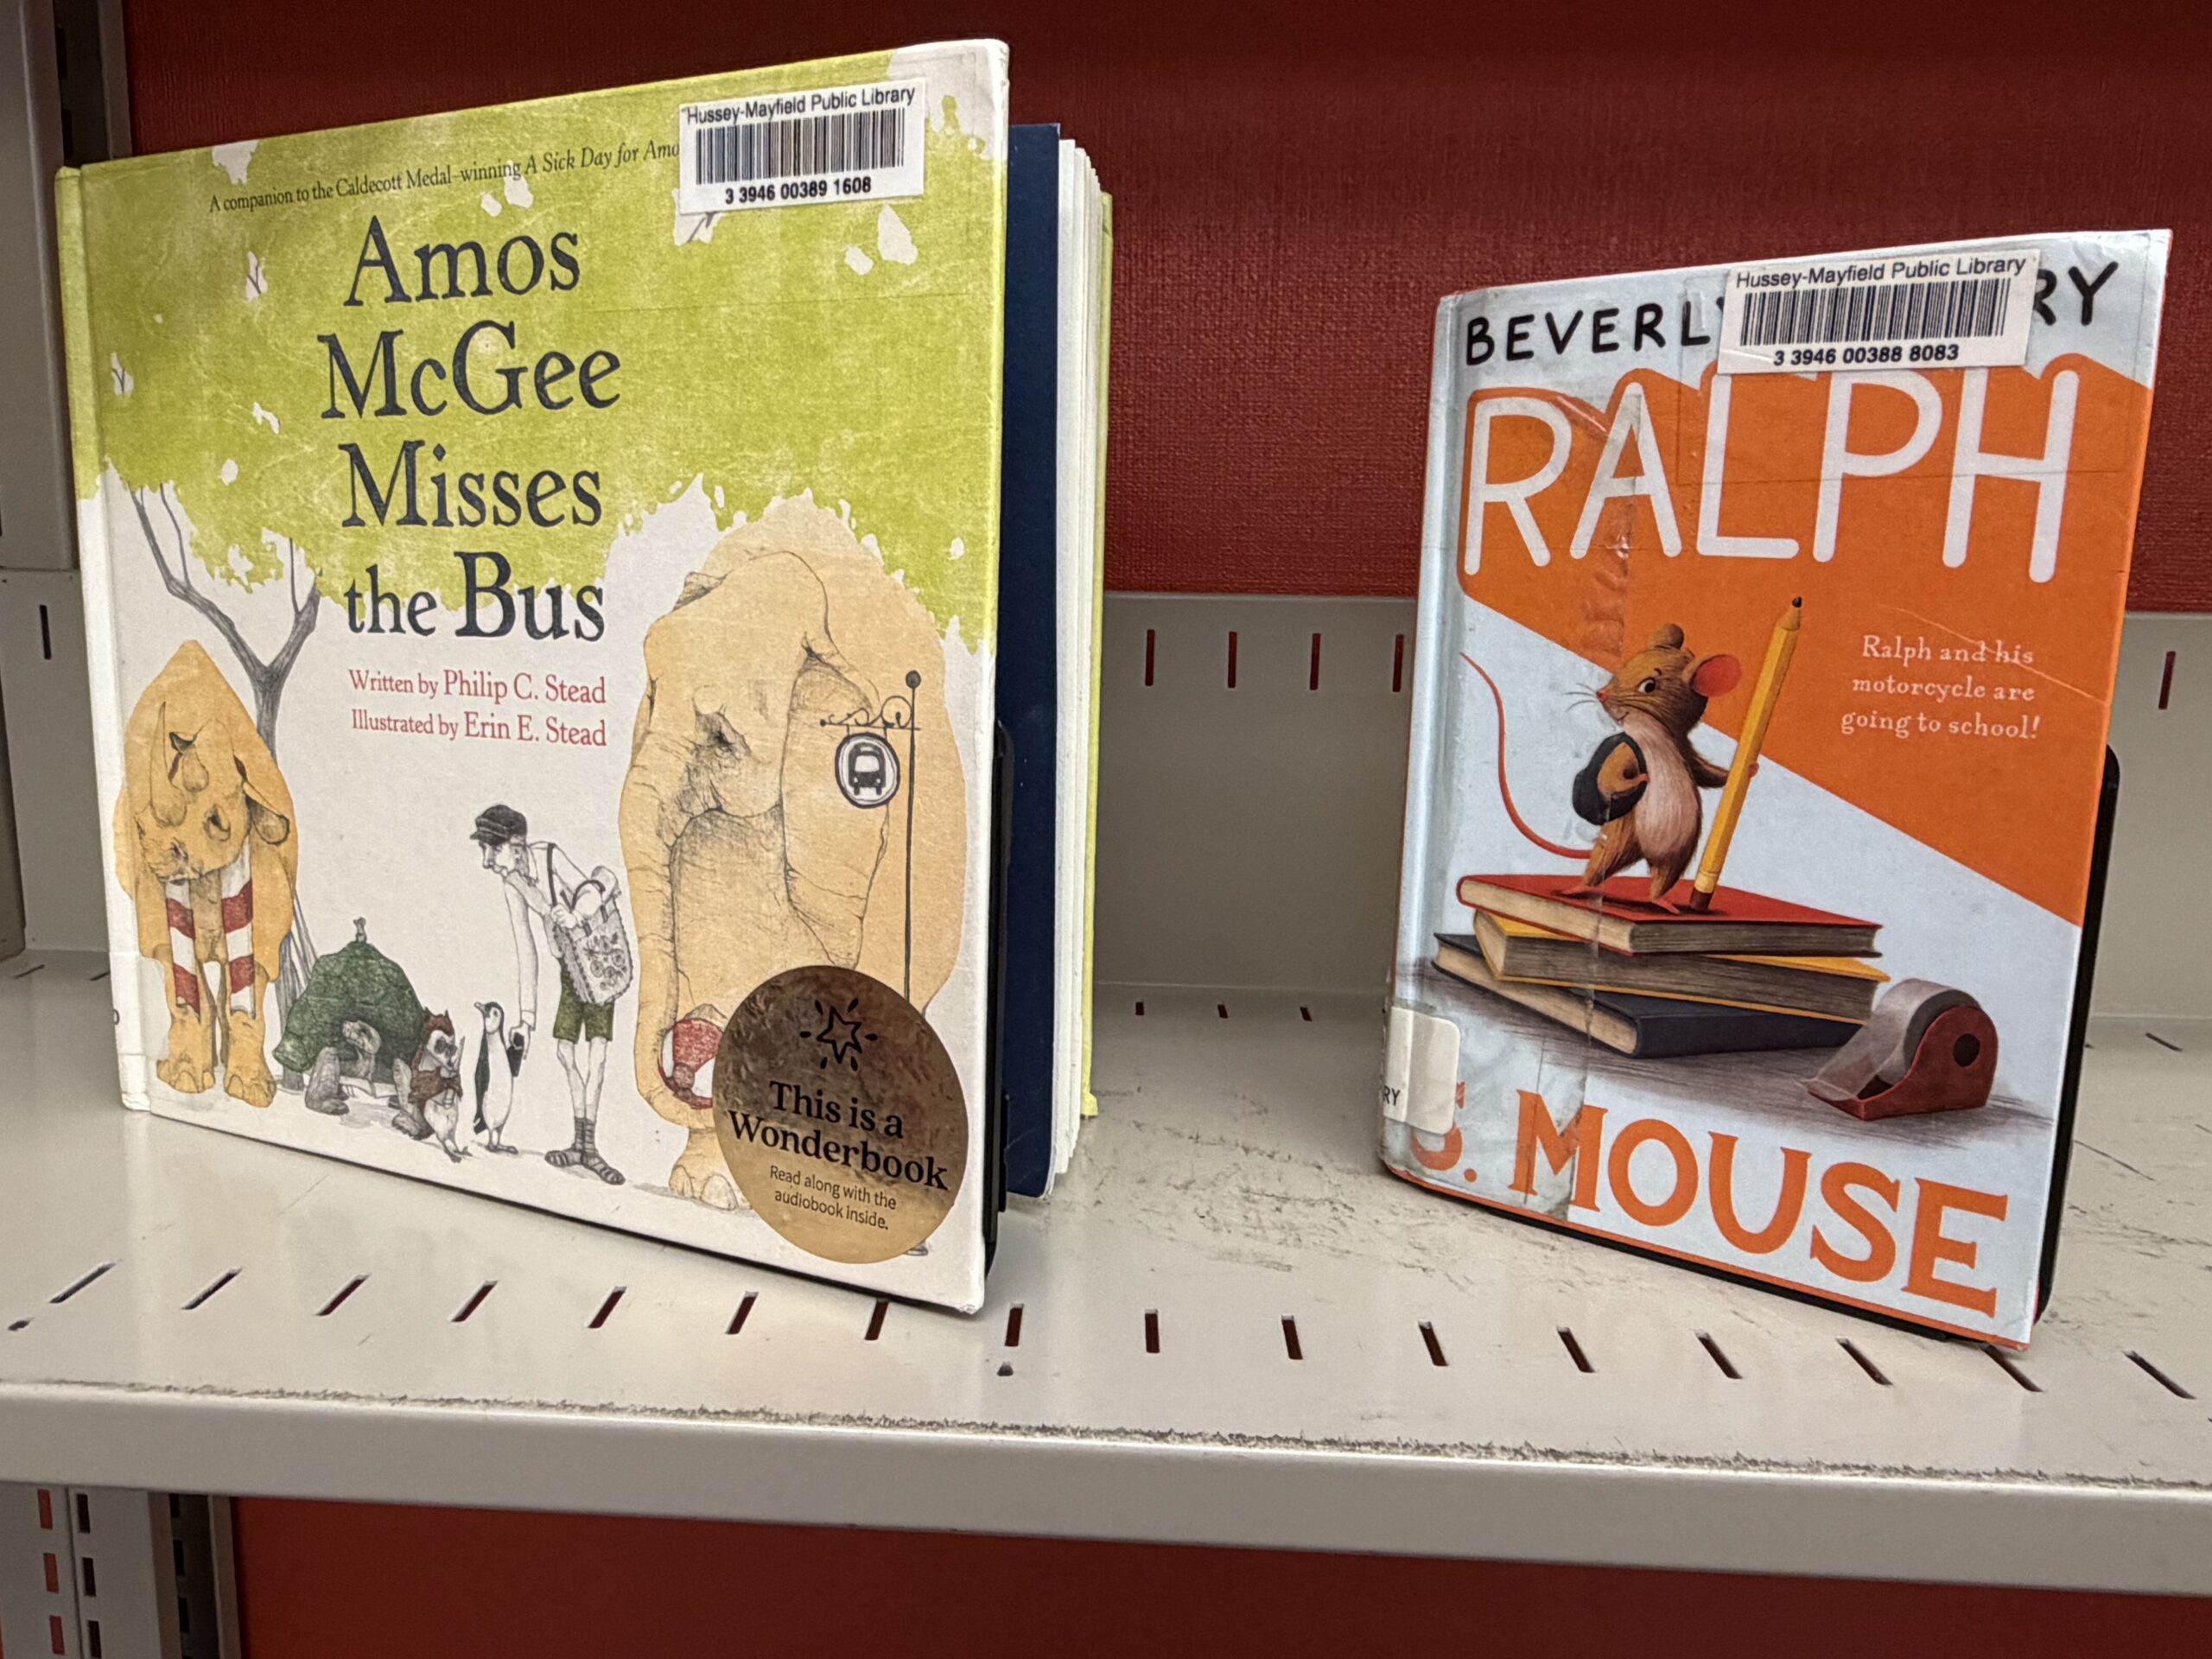 Hussey-Mayfield Public Library
3 3946 00389 1608
A companion to the Caldecott Medal-winning A Sick Day for Amo
Amos
McGee
Misses
the Bus
Written by Philip C. Stead
Illustrated by Erin E. Stead
This is a
Wonderbook
Read along with the
audiobook inside.
Hussey-Mayfield Public Library
3 3946 00388 8083
BEVERLY RY
RALPH
Ralph and his
motorcycle are
going to school!
RY
S. MOUSE